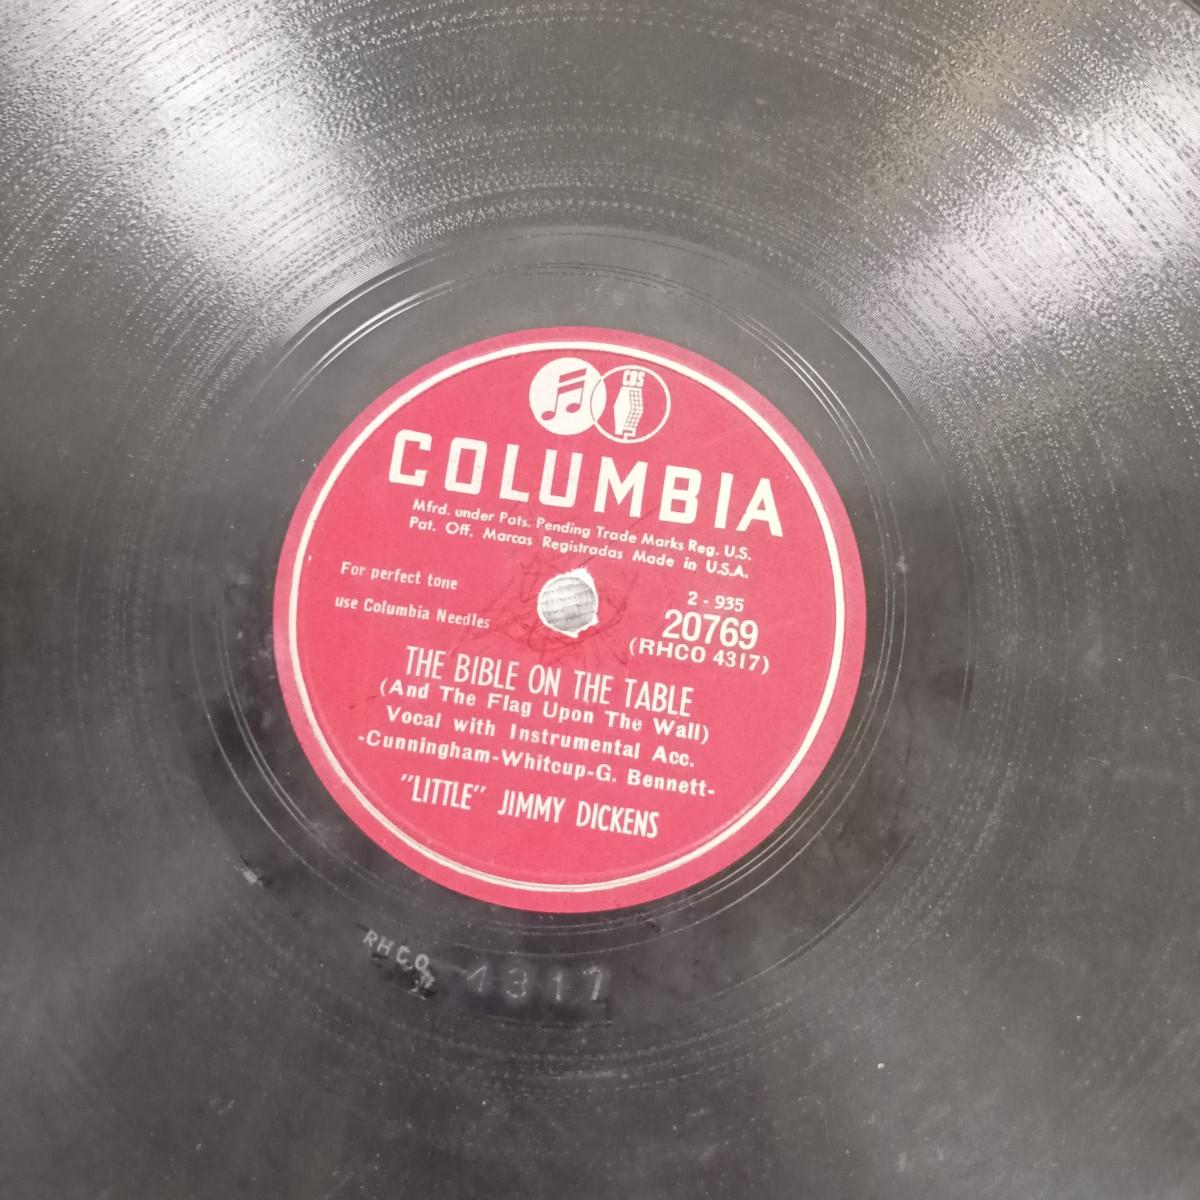 CBS
COLUMBIA
Mfrd. under Pats. Pending Trade Marks Reg. U.S.
Pat. Off. Marcas Registradas Made in U.S.A.
For perfect tone
use Columbia Needles
2-935
20769
(RHCO 4317)
THE BIBLE ON THE TABLE
(And The Flag Upon The Wall)
Vocal with Instrumental Acc.
-Cunningham-Whitcup-G. Bennett-
"LITTLE" JIMMY DICKENS
RHCO 4317